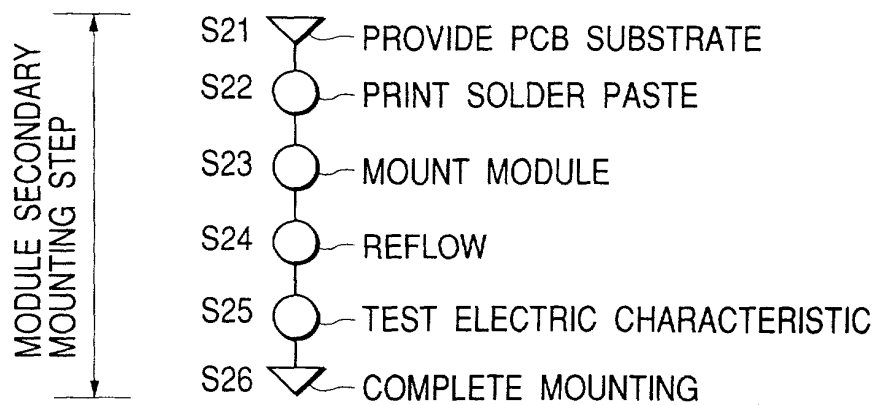 MODULE SECONDARY
MOUNTING STEP
S21 PROVIDE PCB SUBSTRATE
S22 PRINT SOLDER PASTE
S23 MOUNT MODULE
S24 REFLOW
S25 TEST ELECTRIC CHARACTERISTIC
S26 COMPLETE MOUNTING